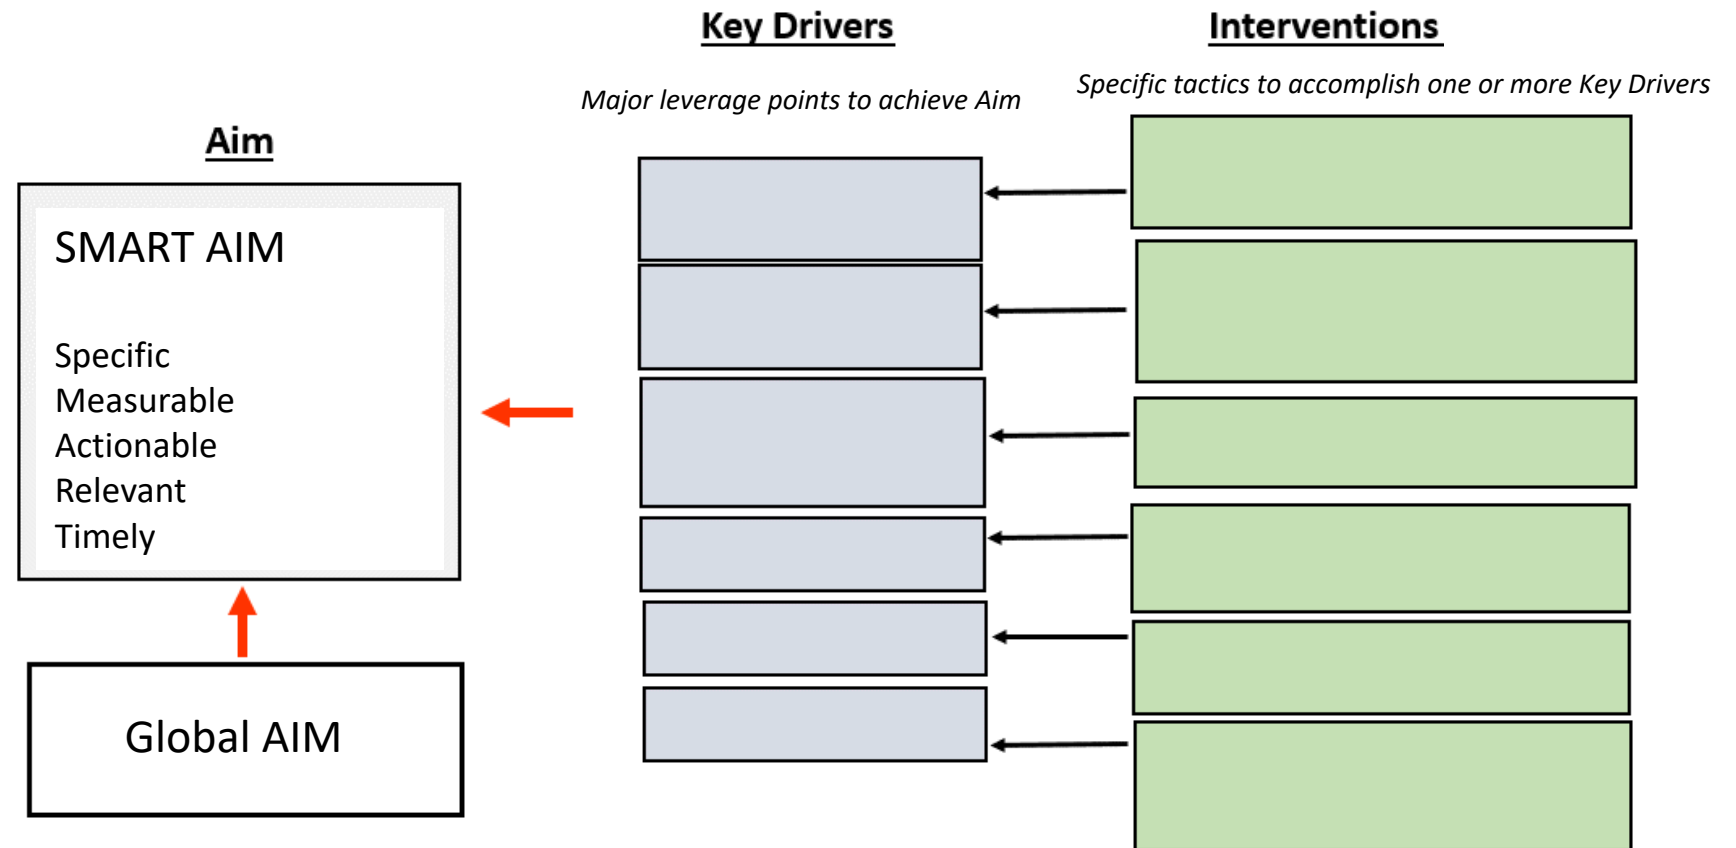 Key Drivers
Interventions
Major leverage points to achieve Aim
Specific tactics to accomplish one or more Key Drivers
Aim
SMART AIM
Specific
Measurable
Actionable
Relevant
Timely
Global AIM